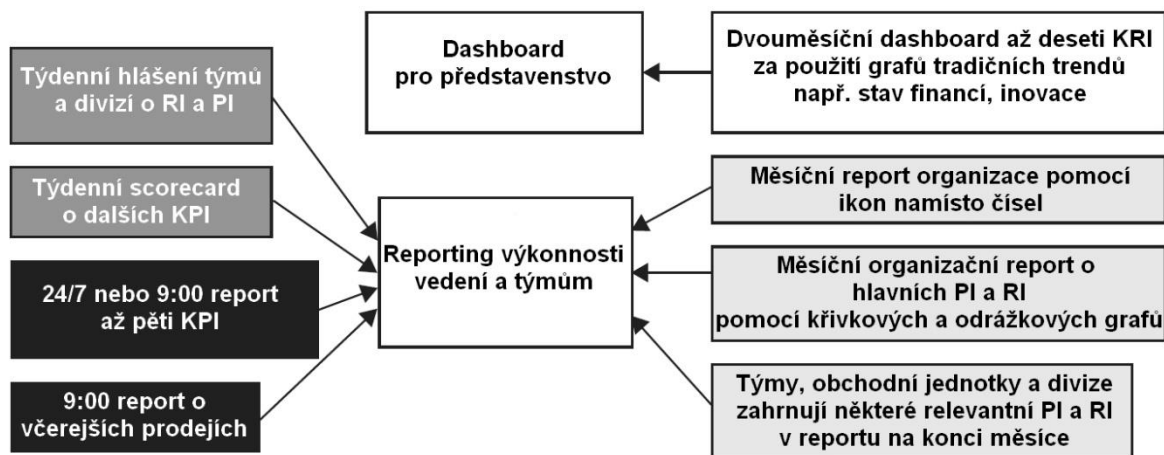 Týdenní hlášení týmů
a divizí o RI a PI
Týdenní scorecard
o dalších KPI
24/7 nebo 9:00 report
až pěti KPI
9:00 report o
včerejších prodejích
Dashboard
pro představenstvo
Reporting výkonnosti
vedení a týmům
Dvouměsíční dashboard až deseti KRI
za použití grafů tradičních trendů
např. stav financí, inovace
Měsíční report organizace pomocí
ikon namísto čísel
Měsíční organizační report o
hlavních PI a RI
pomocí křivkových a odrážkových grafů
Týmy, obchodní jednotky a divize
zahrnují některé relevantní PI a RI
v reportu na konci měsíce